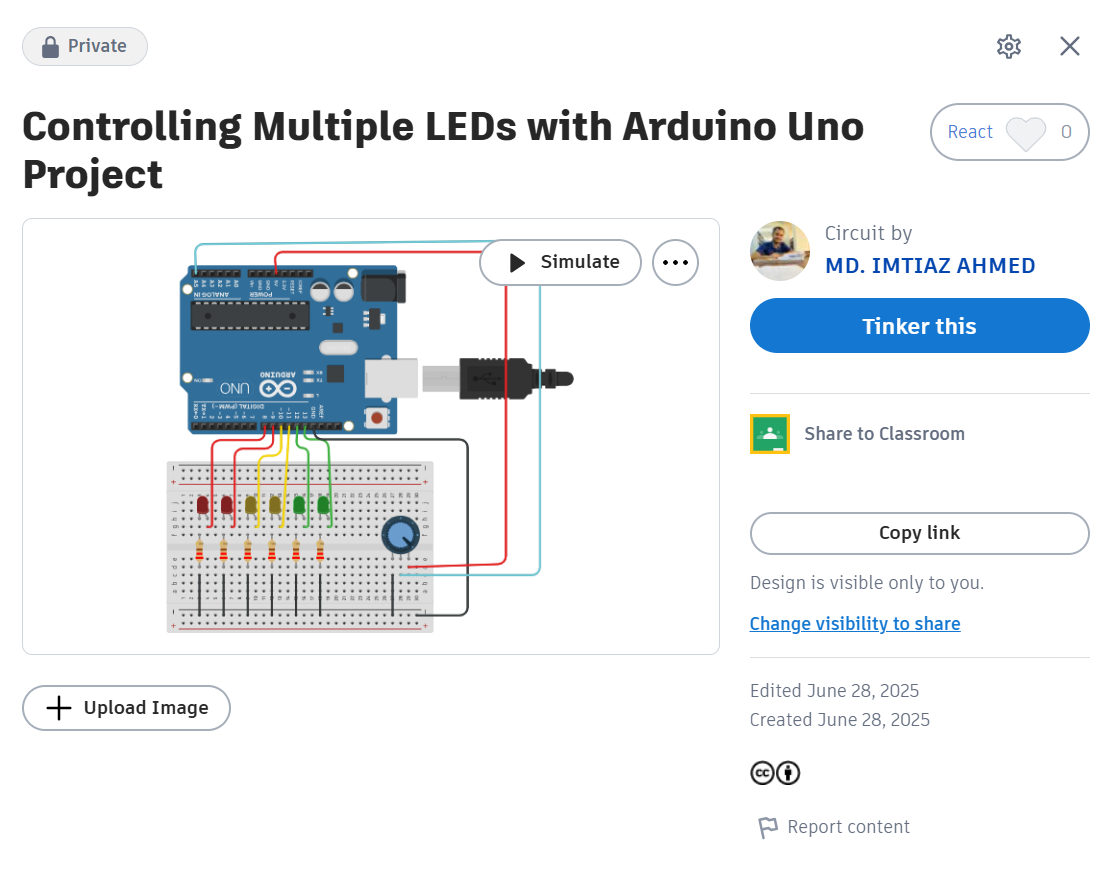 Private
Controlling Multiple LEDs with Arduino Uno
Project
React
0
Simulate
Circuit by
MD. IMTIAZ AHMED
Tinker this
ANALOG IN
POWER
UNO
ARDUINO
DIGITAL (PWM~)
Share to Classroom
Copy link
Design is visible only to you.
Change visibility to share
Upload Image
Edited June 28, 2025
Created June 28, 2025
cc
Report content